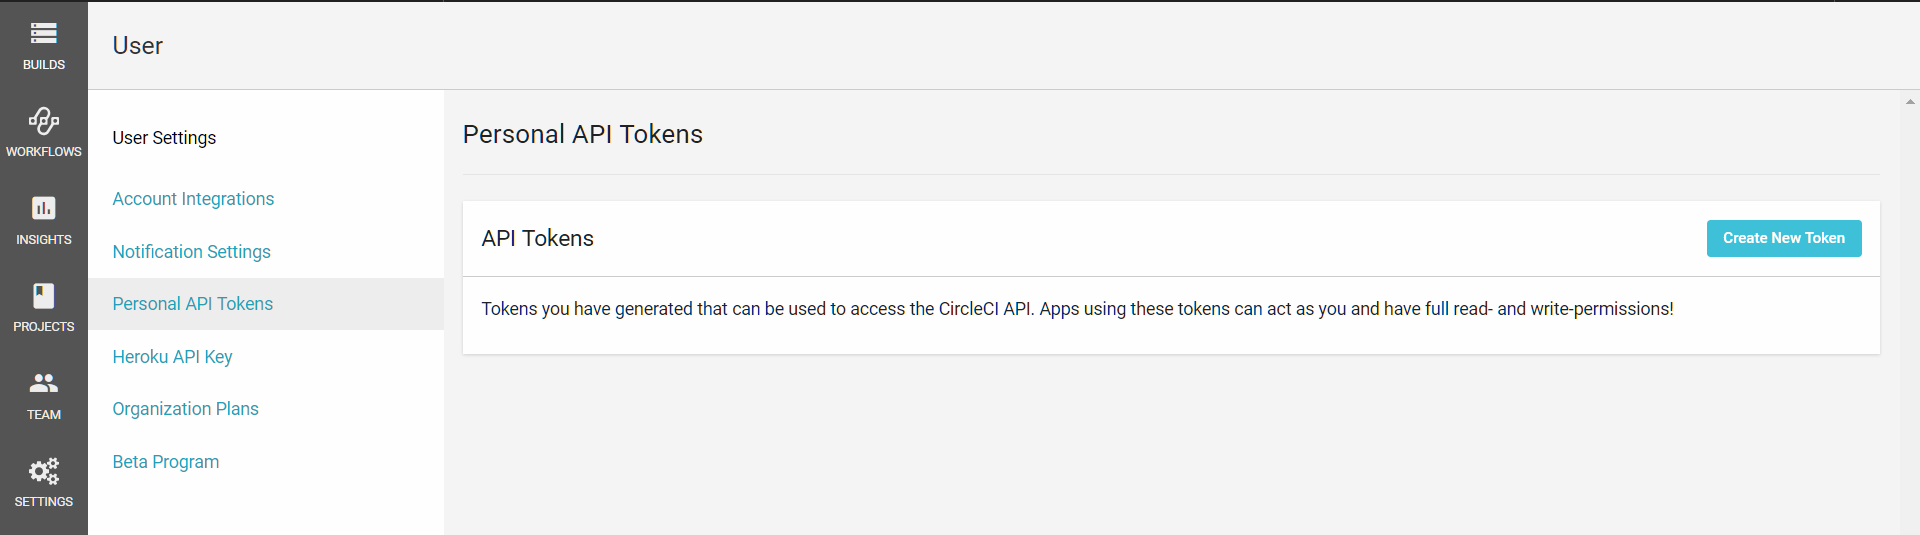 User
BUILDS
WORKFLOWS
INSIGHTS
PROJECTS
TEAM
SETTINGS
User Settings
Account Integrations
Notification Settings
Personal API Tokens
Heroku API Key
Organization Plans
Beta Program
Personal API Tokens
API Tokens
Create New Token
Tokens you have generated that can be used to access the CircleCI API. Apps using these tokens can act as you and have full read- and write-permissions!